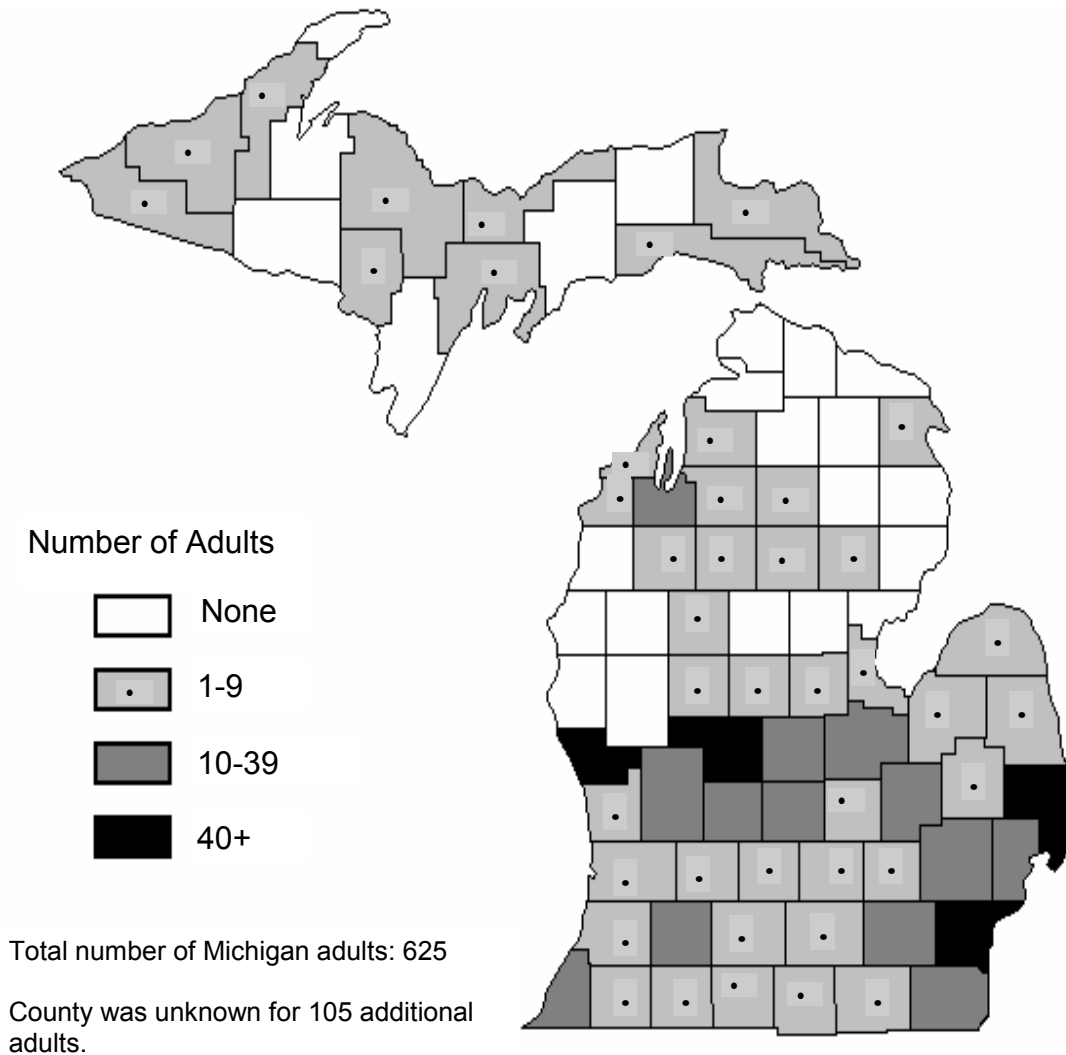 Number of Adults
None
1-9
10-39
40+
Total number of Michigan adults: 625
County was unknown for 105 additional
adults.